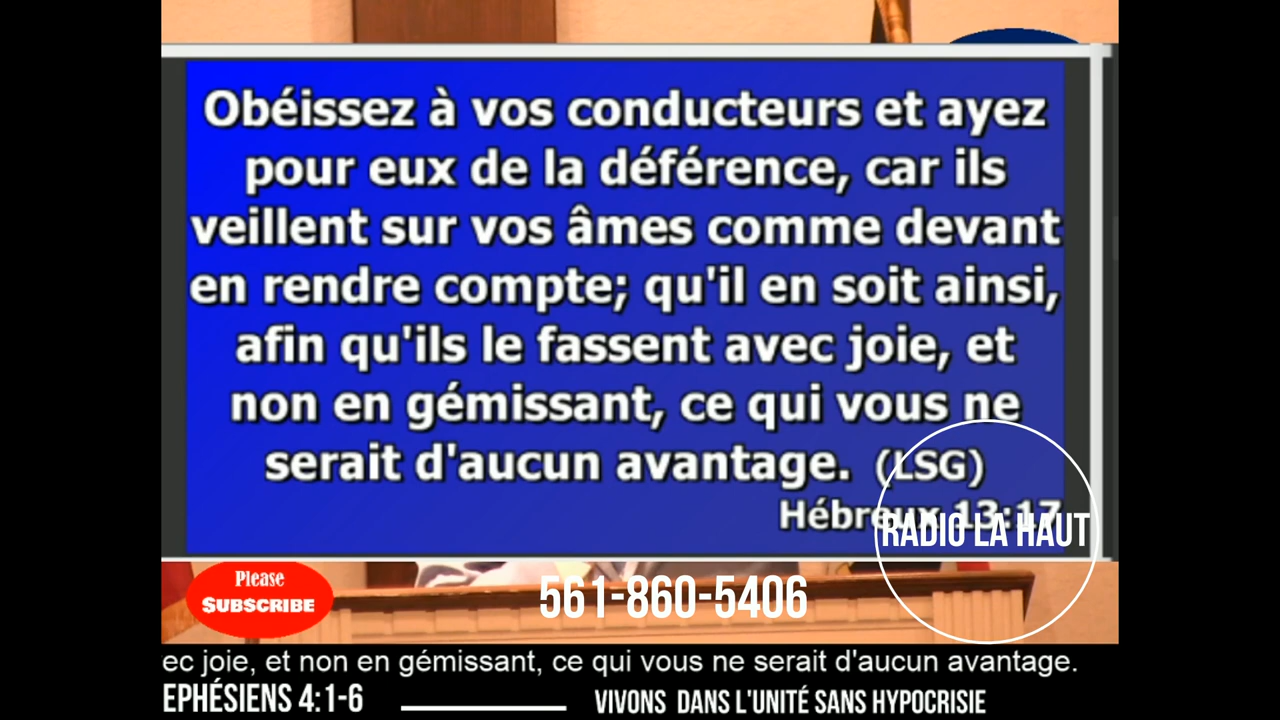 Obéissez à vos conducteurs et ayez
pour eux de la déférence, car ils
veillent sur vos âmes comme devant
en rendre compte; qu'il en soit ainsi,
afin qu'ils le fassent avec joie, et
non en gémissant, ce qui vous ne
serait d'aucun avantage. (LSG)
Hébreux 13:17
RADIO LA HAUT
Please
SUBSCRIBE
561-860-5406
ec joie, et non en gémissant, ce qui vous ne serait d'aucun avantage.
EPHÉSIENS 4:1-6
VIVONS DANS L'UNITÉ SANS HYPOCRISIE